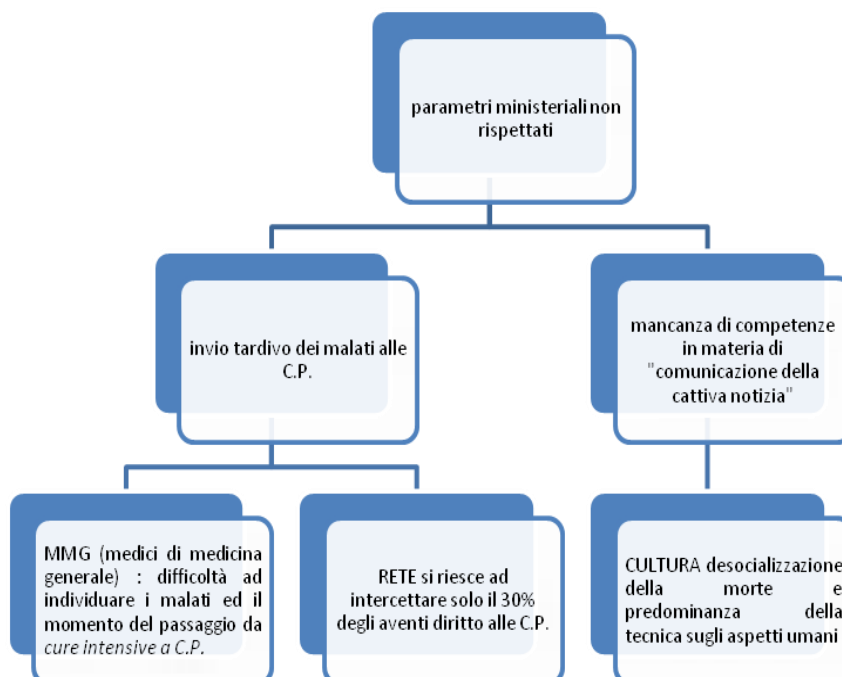 parametri ministeriali non
rispettati
invio tardivo dei malati alle
C.P.
mancanza di competenze
in materia di
"comunicazione della
cattiva notizia"
MMG (medici di medicina
generale) : difficoltà ad
individuare i malati ed il
momento del passaggio da
cure intensive a C.P.
RETE si riesce ad
intercettare solo il 30%
degli aventi diritto alle C.P.
CULTURA desocializzazione
della morte e
predominanza della
tecnica sugli aspetti umani